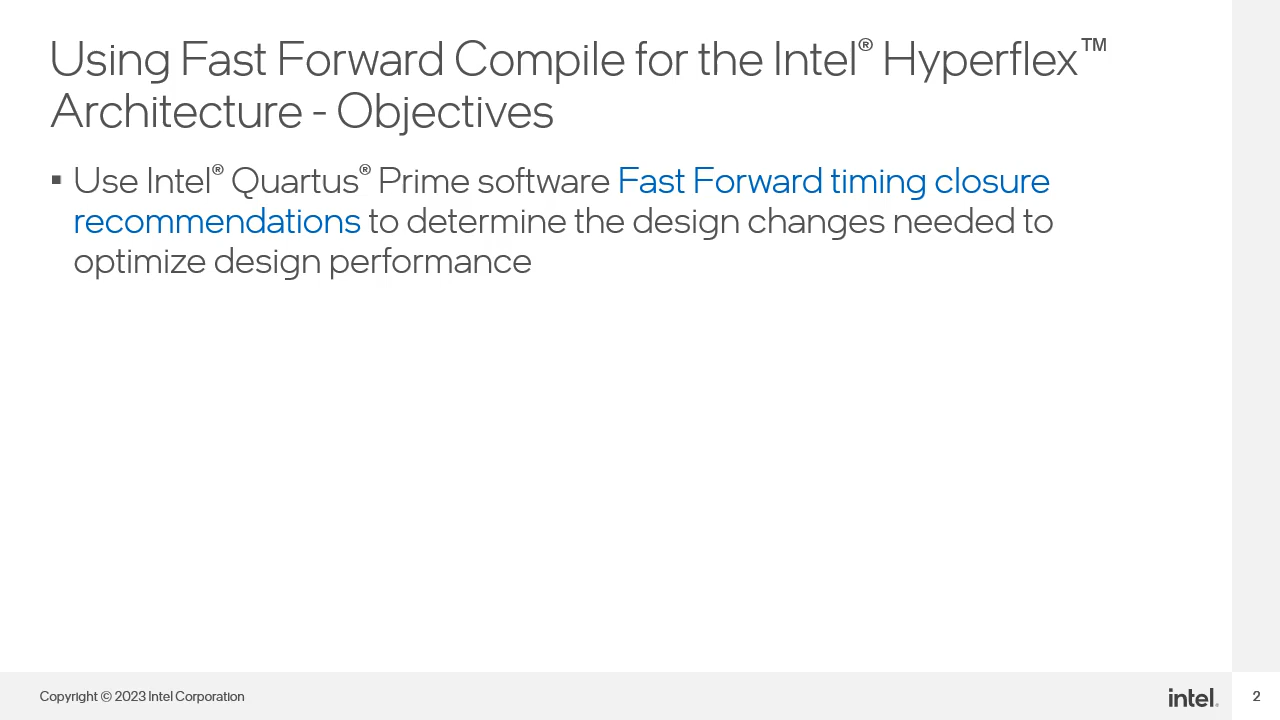 Using Fast Forward Compile for the Intel® Hyperflex™
Architecture - Objectives
▪ Use Intel® Quartus® Prime software Fast Forward timing closure
recommendations to determine the design changes needed to
optimize design performance
Copyright © 2023 Intel Corporation
intel.
2